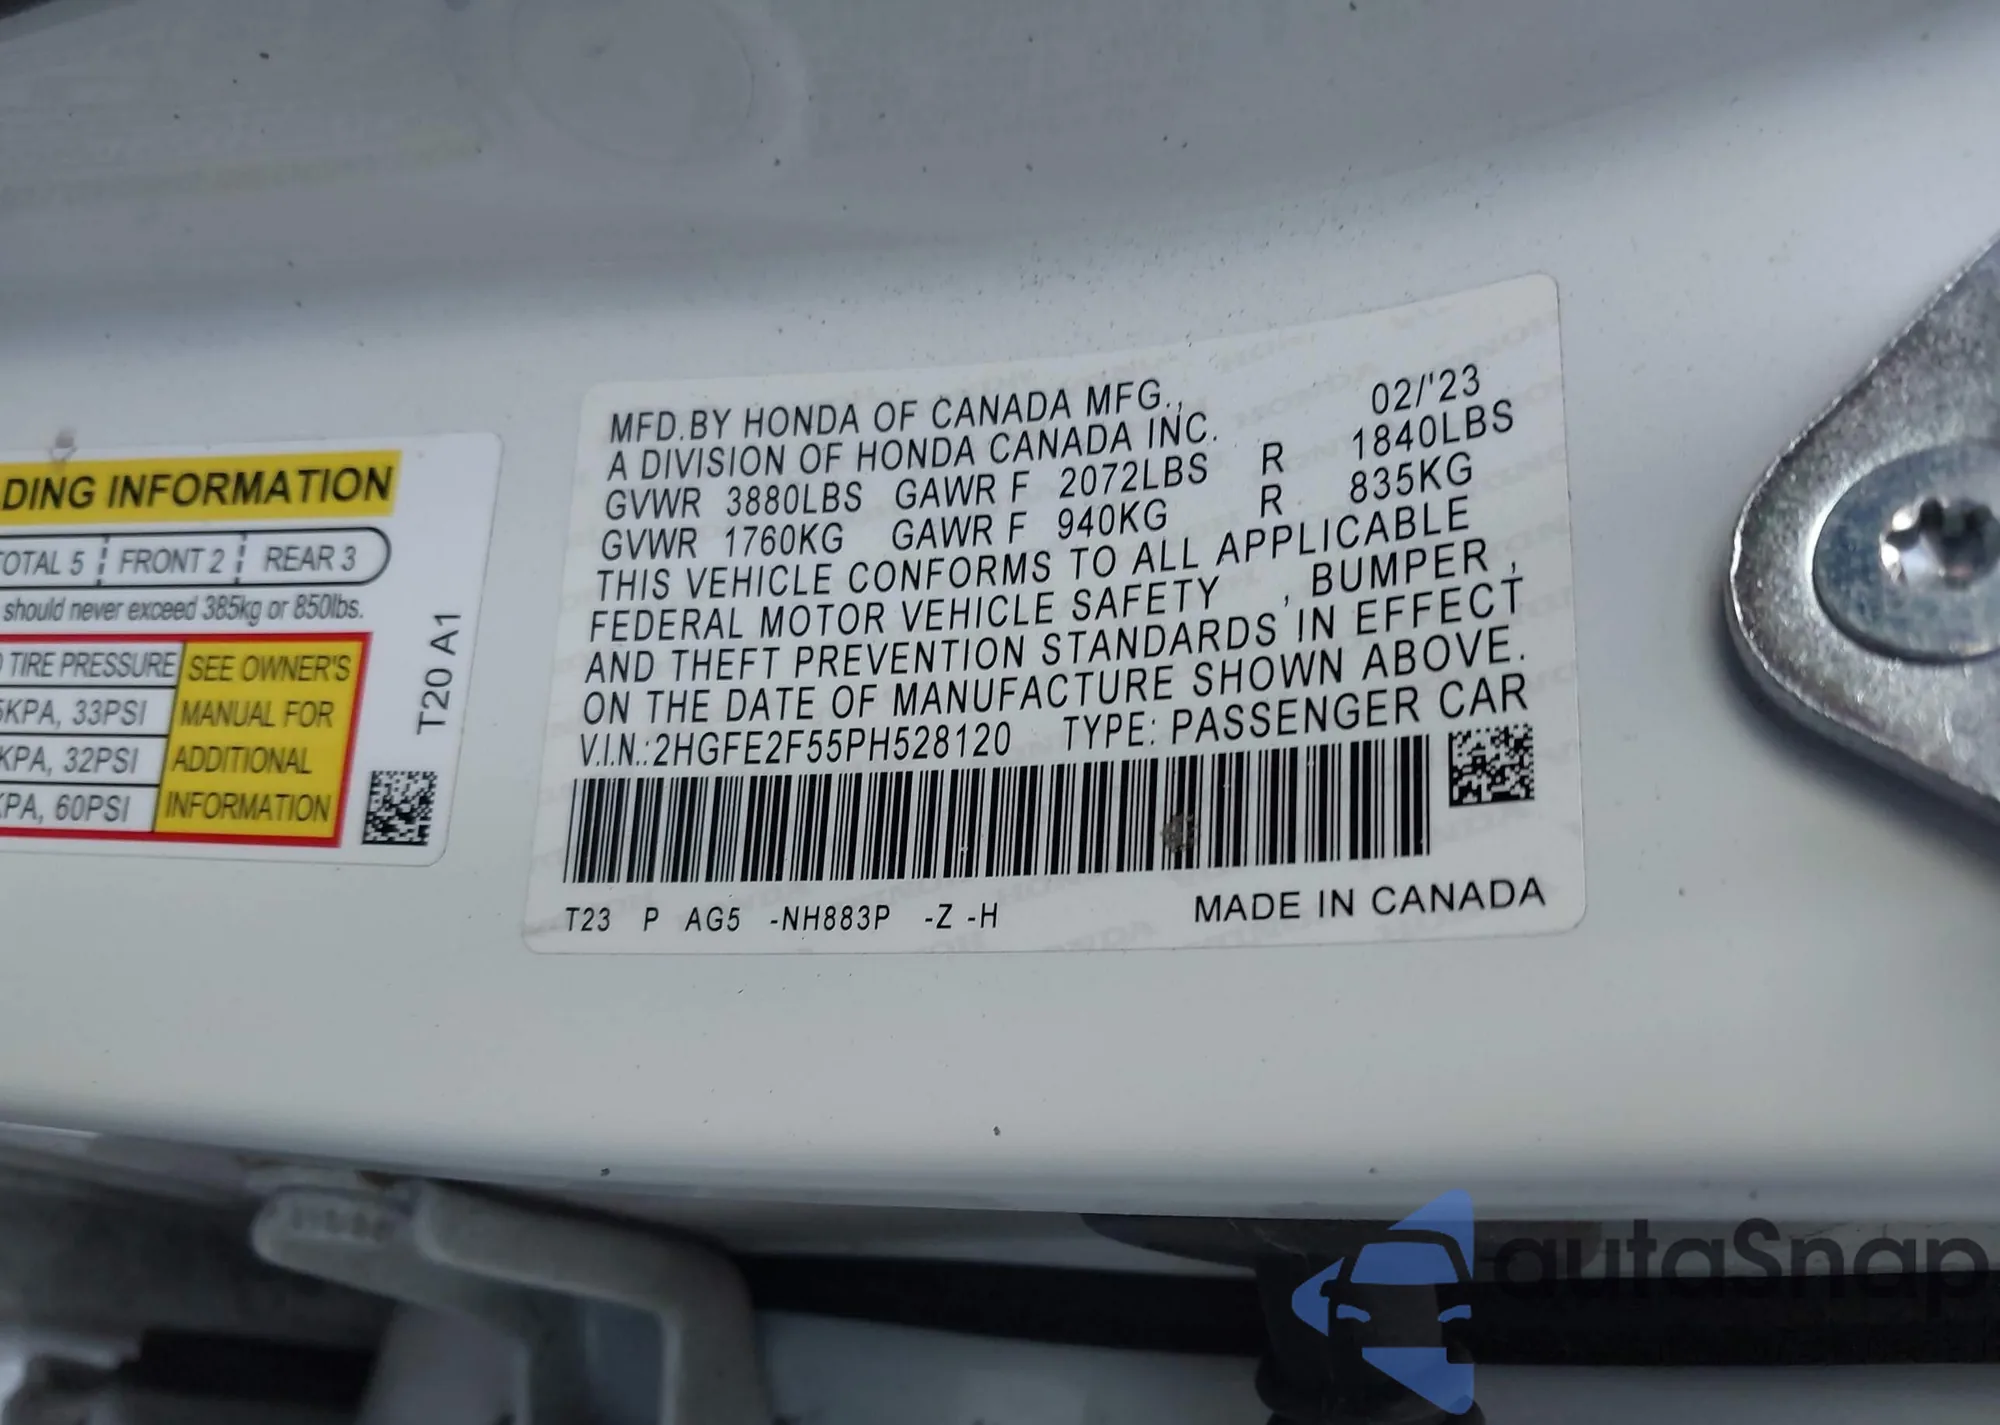 DING INFORMATION
TOTAL 5 FRONT 2 REAR 3
should never exceed 385kg or 850lbs.
TIRE PRESSURE SEE OWNER'S
KPA, 33PSI MANUAL FOR
KPA, 32PSI ADDITIONAL
KPA, 60PSI INFORMATION
T20 A1
MFD.BY HONDA OF CANADA MFG., 02/'23
A DIVISION OF HONDA CANADA INC.
GVWR 3880LBS GAWR F 2072LBS R 1840LBS
GVWR 1760KG GAWR F 940KG R 835KG
THIS VEHICLE CONFORMS TO ALL APPLICABLE
FEDERAL MOTOR VEHICLE SAFETY , BUMPER,
AND THEFT PREVENTION STANDARDS IN EFFECT
ON THE DATE OF MANUFACTURE SHOWN ABOVE.
V.I.N.:2HGFE2F55PH528120 TYPE: PASSENGER CAR
T23 P AG5 -NH883P -Z -H
MADE IN CANADA
autaSnap